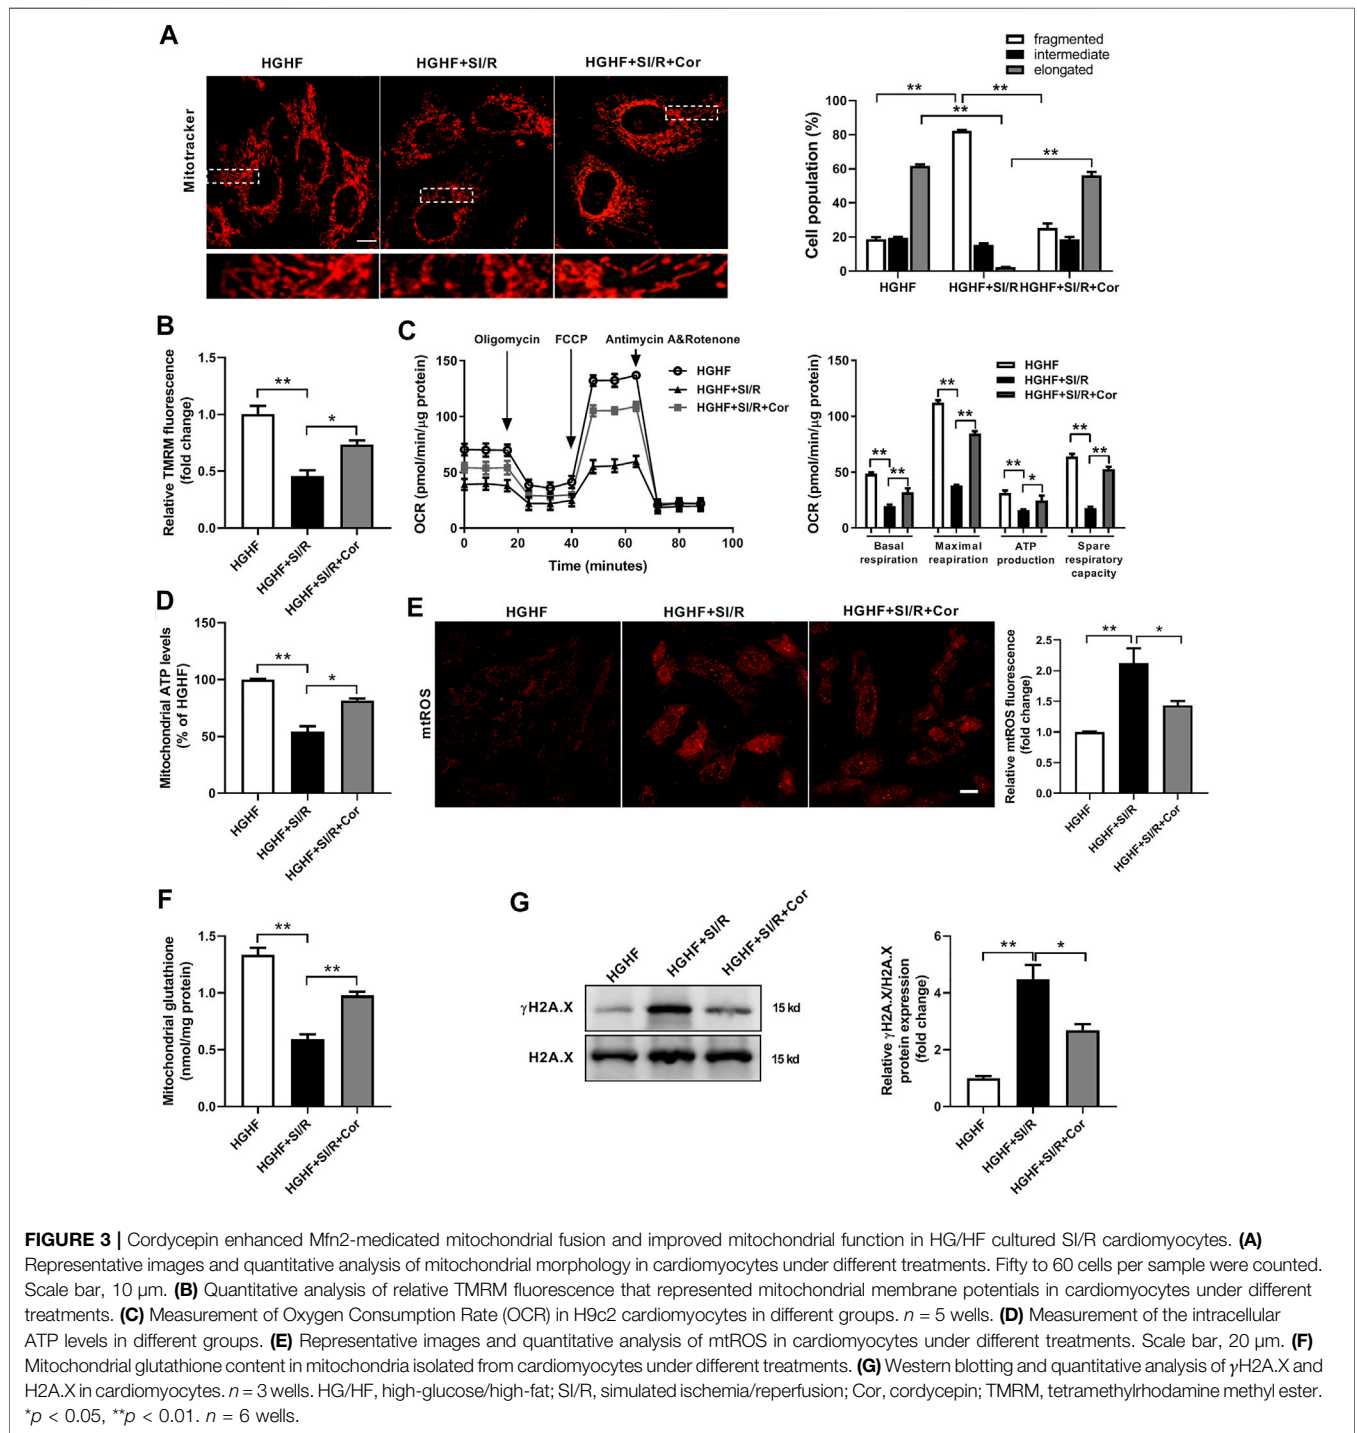 A
HGHF
HGHF+SI/R
HGHF+SI/R+Cor
Mitotracker
fragmented
intermediate
elongated
Cell population (%)
100
80
60
40
20
0
** **
**
**
HGHF
HGHF+SI/R
HGHF+SI/R+Cor
B
Relative TMRM fluorescence
(fold change)
1.5
1.0
0.5
0.0
**
*
HGHF
HGHF+SI/R
HGHF+SI/R+Cor
C
Oligomycin
FCCP
Antimycin A&Rotenone
OCR (pmol/min/μg protein)
150
100
50
0
HGHF
HGHF+SI/R
HGHF+SI/R+Cor
0 20 40 60 80 100
Time (minutes)
OCR (pmol/min/μg protein)
150
100
50
0
HGHF
HGHF+SI/R
HGHF+SI/R+Cor
** **
** **
** *
** **
Basal
respiration
Maximal
reapiration
ATP
production
Spare
respiratory
capacity
D
Mitochondrial ATP levels
(% of HGHF)
150
100
50
0
**
*
HGHF
HGHF+SI/R
HGHF+SI/R+Cor
E
HGHF
HGHF+SI/R
HGHF+SI/R+Cor
mtROS
Relative mtROS fluorescence
(fold change)
2.5
2.0
1.5
1.0
0.5
0.0
** *
HGHF
HGHF+SI/R
HGHF+SI/R+Cor
F
Mitochondrial glutathione
(nmol/mg protein)
1.5
1.0
0.5
0.0
**
**
HGHF
HGHF+SI/R
HGHF+SI/R+Cor
G
HGHF
HGHF+SI/R
HGHF+SI/R+Cor
γH2A.X
15 kd
H2A.X
15 kd
Relative γH2A.X/H2A.X
protein expression
(fold change)
6
4
2
0
** *
HGHF
HGHF+SI/R
HGHF+SI/R+Cor
FIGURE 3 | Cordycepin enhanced Mfn2-medicated mitochondrial fusion and improved mitochondrial function in HG/HF cultured SI/R cardiomyocytes. (A)
Representative images and quantitative analysis of mitochondrial morphology in cardiomyocytes under different treatments. Fifty to 60 cells per sample were counted.
Scale bar, 10 μm. (B) Quantitative analysis of relative TMRM fluorescence that represented mitochondrial membrane potentials in cardiomyocytes under different
treatments. (C) Measurement of Oxygen Consumption Rate (OCR) in H9c2 cardiomyocytes in different groups. n = 5 wells. (D) Measurement of the intracellular
ATP levels in different groups. (E) Representative images and quantitative analysis of mtROS in cardiomyocytes under different treatments. Scale bar, 20 μm. (F)
Mitochondrial glutathione content in mitochondria isolated from cardiomyocytes under different treatments. (G) Western blotting and quantitative analysis of γH2A.X and
H2A.X in cardiomyocytes. n = 3 wells. HG/HF, high-glucose/high-fat; SI/R, simulated ischemia/reperfusion; Cor, cordycepin; TMRM, tetramethylrhodamine methyl ester.
*p < 0.05, **p < 0.01. n = 6 wells.